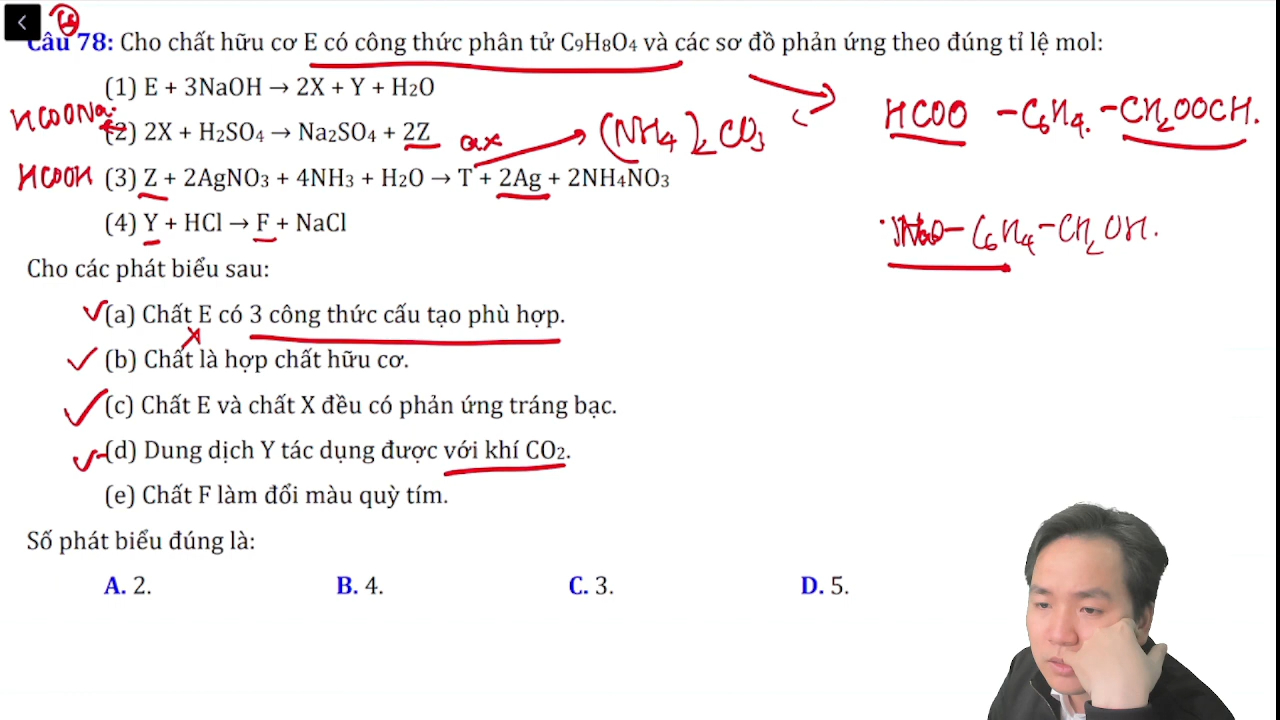 Câu 78: Cho chất hữu cơ E có công thức phân tử C₉H₈O₄ và các sơ đồ phản ứng theo đúng tỉ lệ mol:
(1) E + 3NaOH → 2X + Y + H₂O
HCOONa
(2) 2X + H₂SO₄ → Na₂SO₄ + 2Z
(NH₄)₂CO₃
HCOO – C₆H₄ – CH₂OOCH.
HCOOH
(3) Z + 2AgNO₃ + 4NH₃ + H₂O → T + 2Ag + 2NH₄NO₃
(4) Y + HCl → F + NaCl
– C₆H₄ – CH₂OH.
Cho các phát biểu sau:
(a) Chất E có 3 công thức cấu tạo phù hợp.
x
(b) Chất là hợp chất hữu cơ.
(c) Chất E và chất X đều có phản ứng tráng bạc.
(d) Dung dịch Y tác dụng được với khí CO₂.
(e) Chất F làm đổi màu quỳ tím.
Số phát biểu đúng là:
A. 2. B. 4. C. 3. D. 5.